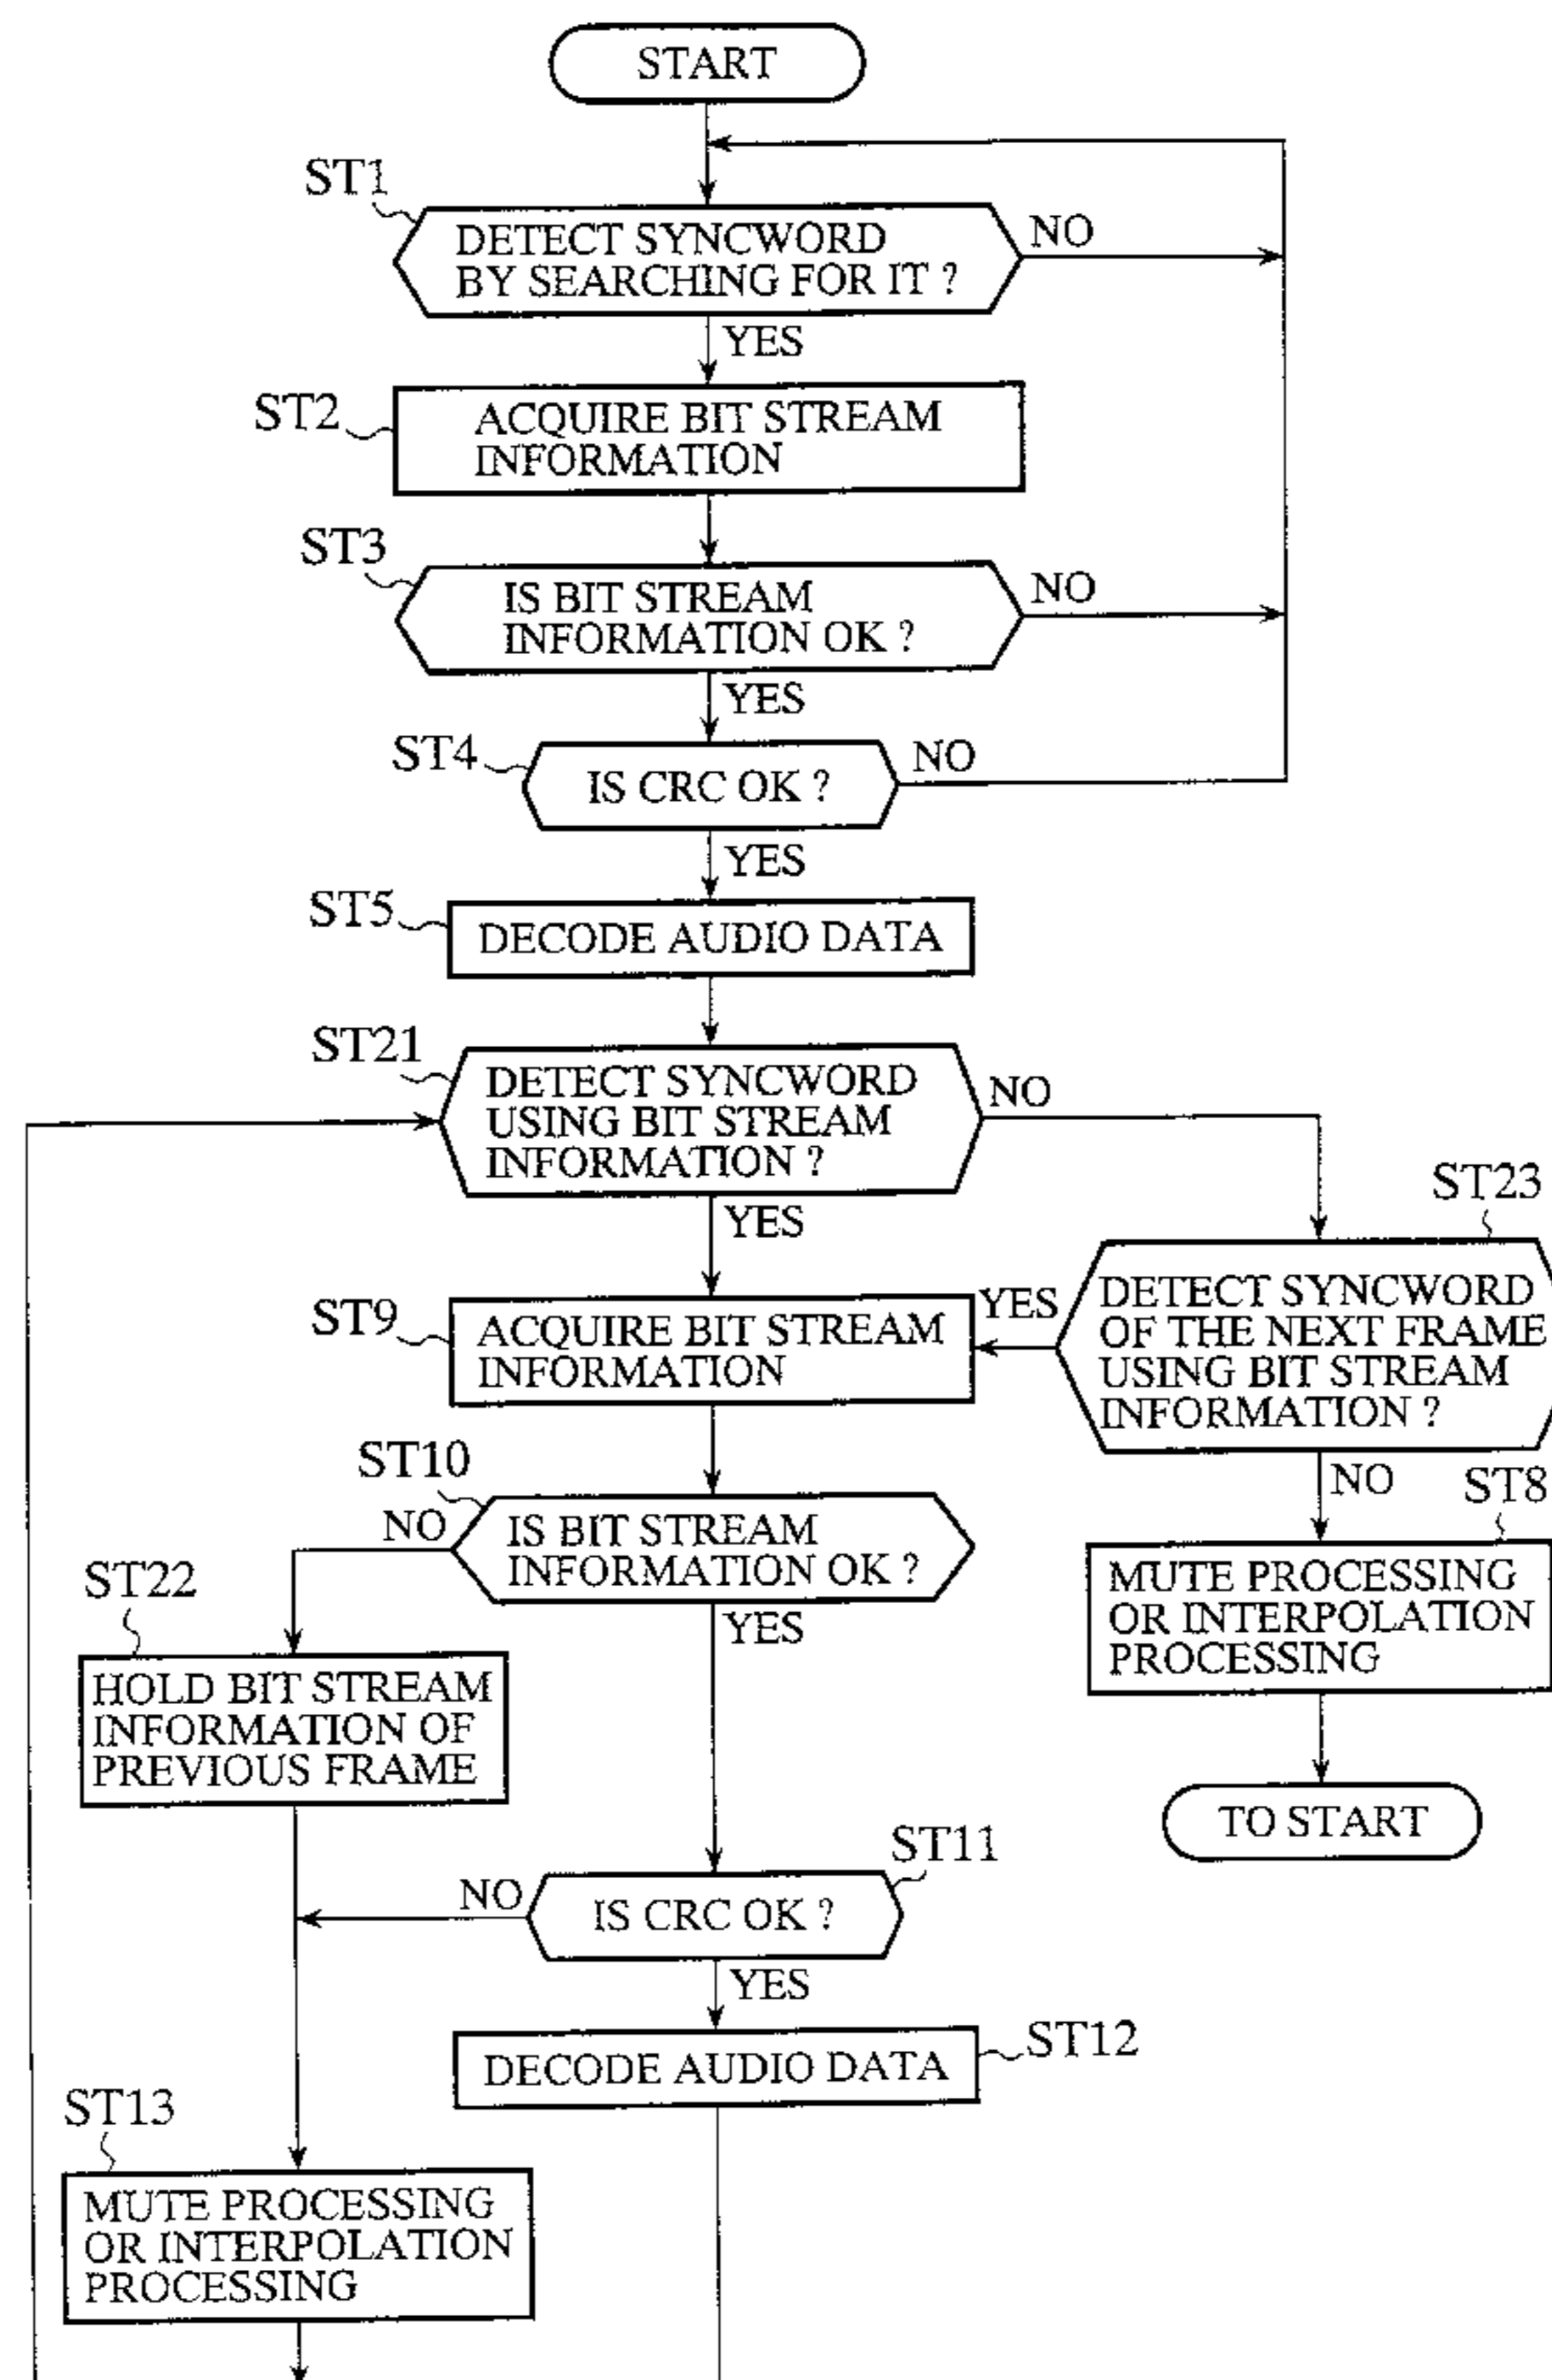 START
ST1
DETECT SYNCWORD
BY SEARCHING FOR IT ?
NO
YES
ST2
ACQUIRE BIT STREAM
INFORMATION
ST3
IS BIT STREAM
INFORMATION OK ?
NO
YES
ST4
IS CRC OK ?
NO
YES
ST5
DECODE AUDIO DATA
ST21
DETECT SYNCWORD
USING BIT STREAM
INFORMATION ?
NO
YES
ST23
DETECT SYNCWORD
OF THE NEXT FRAME
USING BIT STREAM
INFORMATION ?
YES
NO
ST9
ACQUIRE BIT STREAM
INFORMATION
ST8
MUTE PROCESSING
OR INTERPOLATION
PROCESSING
TO START
ST10
IS BIT STREAM
INFORMATION OK ?
NO
YES
ST22
HOLD BIT STREAM
INFORMATION OF
PREVIOUS FRAME
ST11
IS CRC OK ?
NO
YES
ST12
DECODE AUDIO DATA
ST13
MUTE PROCESSING
OR INTERPOLATION
PROCESSING